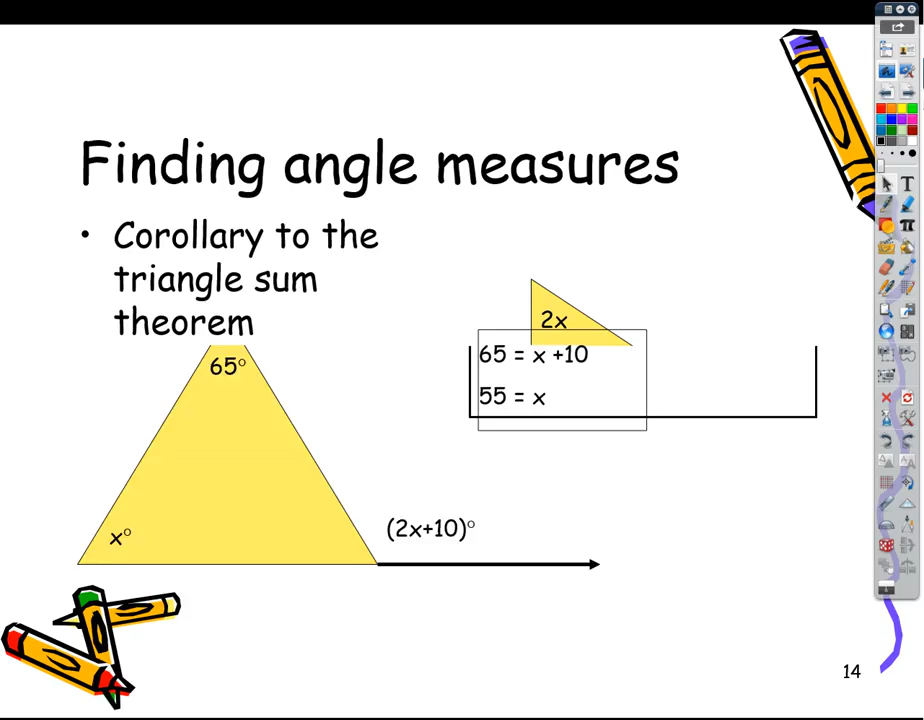 Finding angle measures
• Corollary to the
triangle sum
theorem
65°
x°
(2x+10)°
2x
65 = x +10
55 = x
14